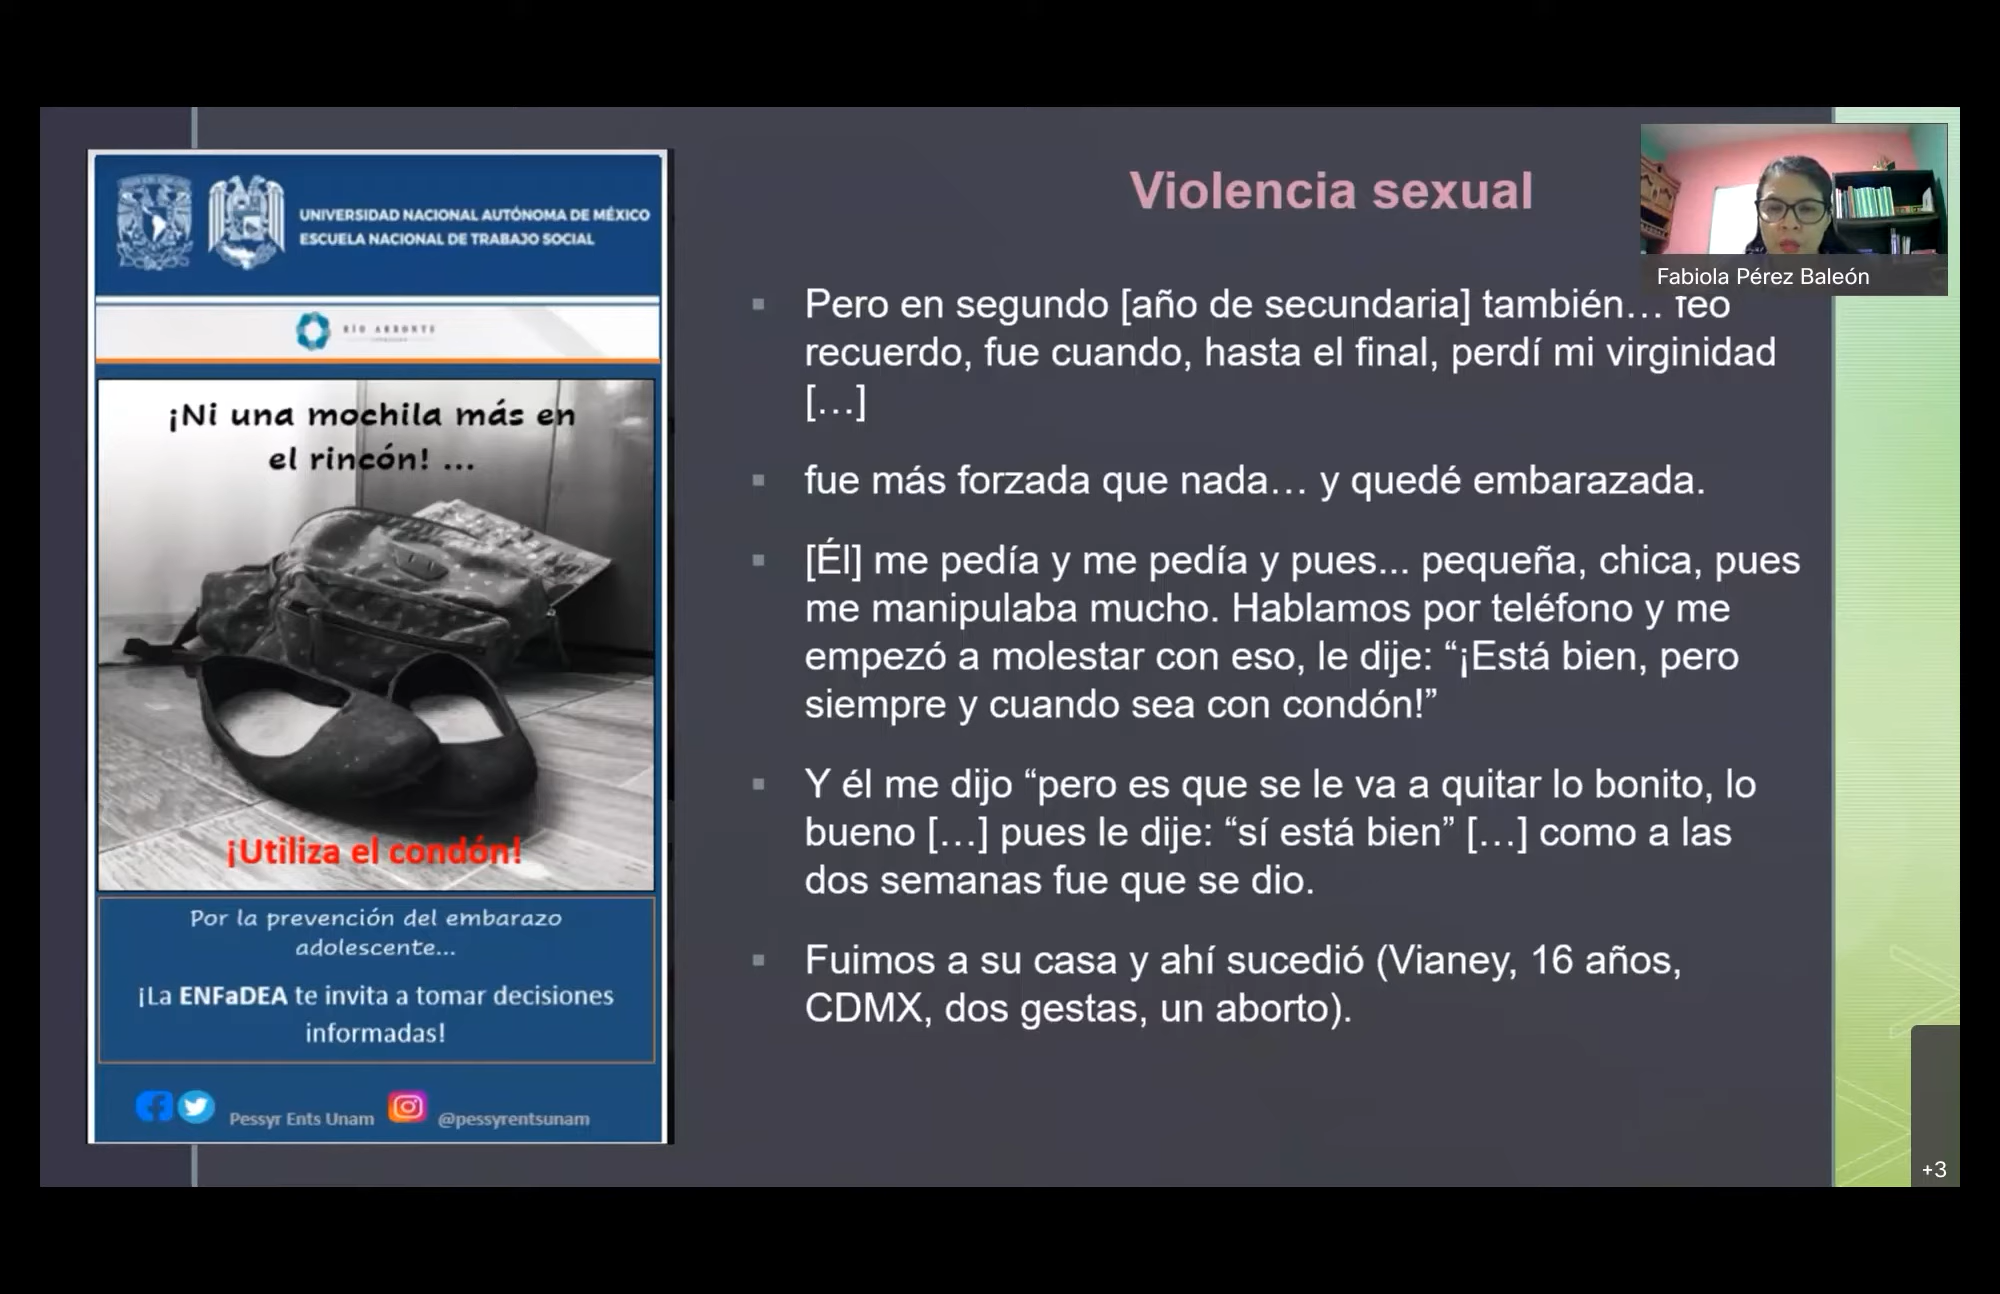 UNIVERSIDAD NACIONAL AUTÓNOMA DE MÉXICO
ESCUELA NACIONAL DE TRABAJO SOCIAL
RÍO ARRONTE
¡Ni una mochila más en
el rincón! ...
¡Utiliza el condón!
Por la prevención del embarazo
adolescente...
¡La ENFaDEA te invita a tomar decisiones
informadas!
Pessyr Ents Unam
@pessyrentsunam
Violencia sexual
Fabiola Pérez Baleón
▪ Pero en segundo [año de secundaria] también… feo
recuerdo, fue cuando, hasta el final, perdí mi virginidad
[…]
▪ fue más forzada que nada… y quedé embarazada.
▪ [Él] me pedía y me pedía y pues... pequeña, chica, pues
me manipulaba mucho. Hablamos por teléfono y me
empezó a molestar con eso, le dije: “¡Está bien, pero
siempre y cuando sea con condón!”
▪ Y él me dijo “pero es que se le va a quitar lo bonito, lo
bueno […] pues le dije: “sí está bien” […] como a las
dos semanas fue que se dio.
▪ Fuimos a su casa y ahí sucedió (Vianey, 16 años,
CDMX, dos gestas, un aborto).
+3